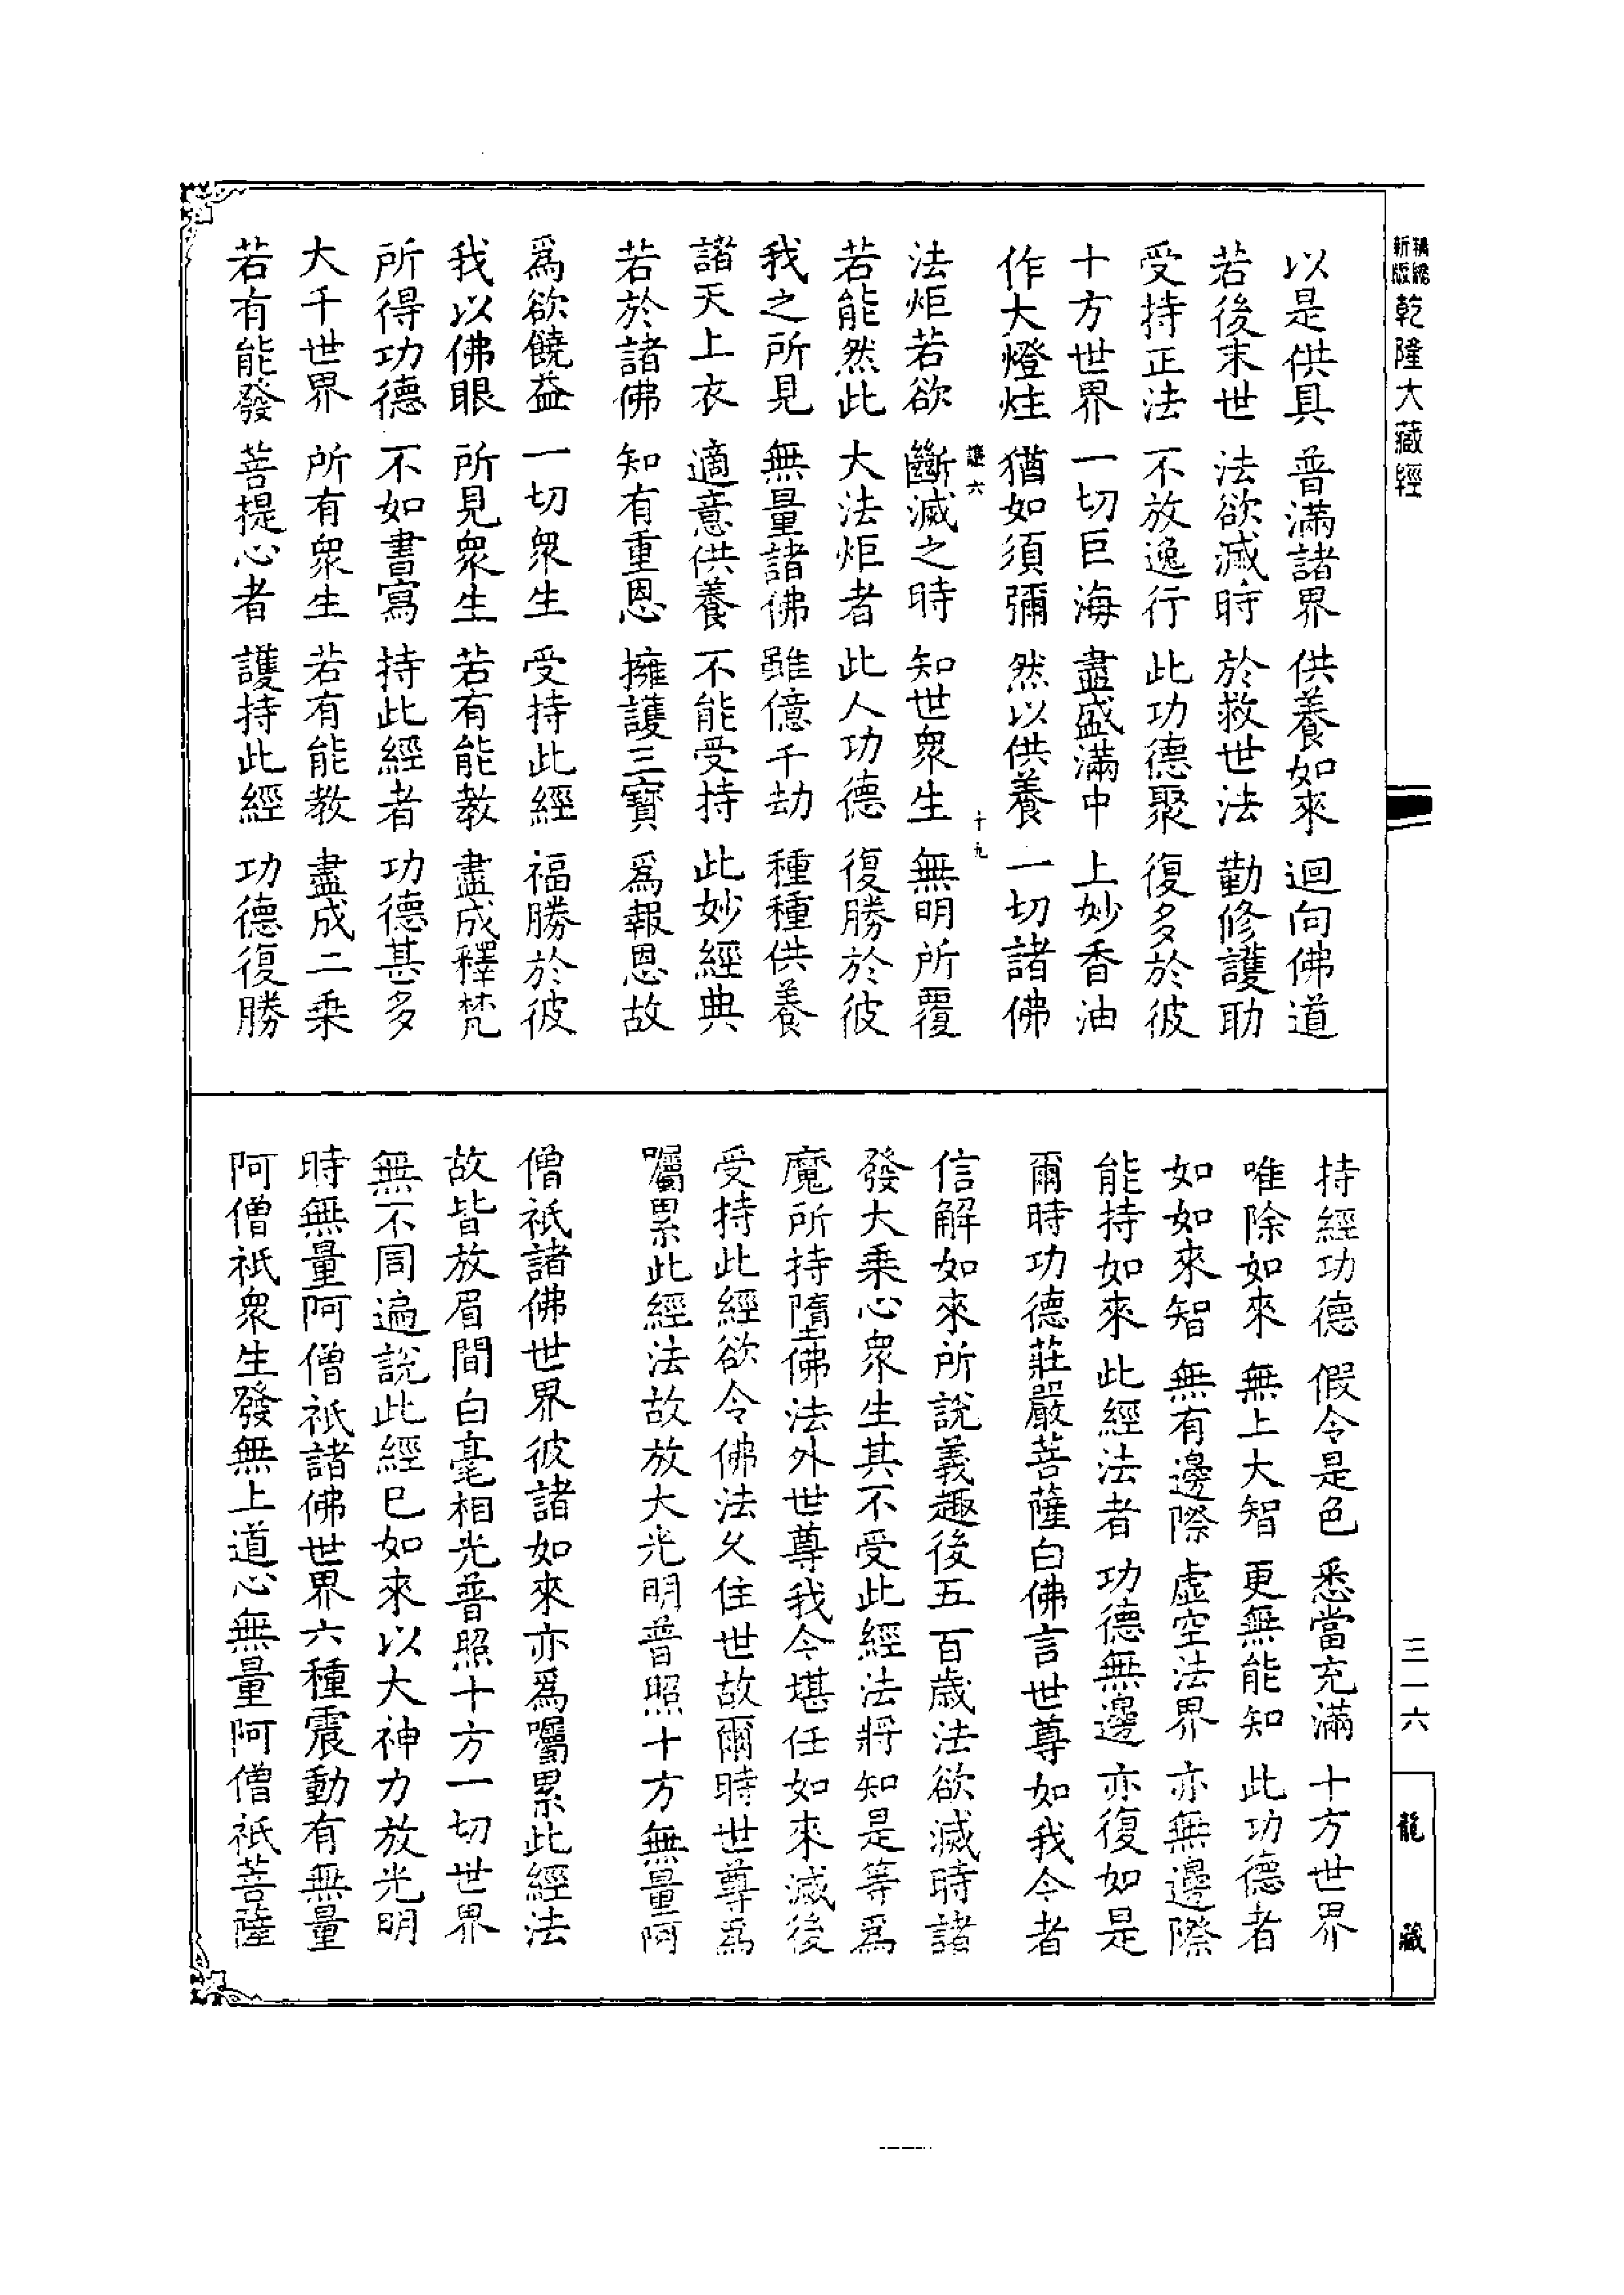 新編縮版 乾隆大藏經
以是供具 普滿諸界 供養如來 迴向佛道
若後末世 法欲滅時 於救世法 勤修護助
受持正法 不放逸行 此功德聚 復多於彼
十方世界 一切巨海 盡盛滿中 上妙香油
作大燈炷 猶如須彌 然以供養 一切諸佛
六 十九
法炬若欲 斷滅之時 知世衆生 無明所覆
若能然此 大法炬者 此人功德 復勝於彼
我之所見 無量諸佛 雖億千劫 種種供養
諸天上衣 適意供養 不能受持 此妙經典
若於諸佛 知有重恩 擁護三寶 爲報恩故
爲欲饒益 一切衆生 受持此經 福勝於彼
我以佛眼 所見衆生 若有能教 盡成釋梵
所得功德 不如書寫 持此經者 功德甚多
大千世界 所有衆生 若有能教 盡成二乘
若有能發 菩提心者 護持此經 功德復勝
持經功德 假令是色 悉當充滿 十方世界
唯除如來 無上大智 更無能知 此功德者
如如來智 無有邊際 虛空法界 亦無邊際
能持如來 此經法者 功德無邊 亦復如是
爾時功德莊嚴菩薩白佛言世尊如我今者
信解如來所說義趣後五百歲法欲滅時諸
發大乘心衆生其不受此經法將知是等爲
魔所持墮佛法外世尊我今堪任如來滅後
受持此經欲令佛法久住世故爾時世尊爲
囑累此經法故放大光明普照十方無量阿
僧祇諸佛世界彼諸如來亦爲囑累此經法
故皆放眉間白毫相光普照十方一切世界
無不同遍說此經已如來以大神力放光明
時無量阿僧祇諸佛世界六種震動有無量
阿僧祇衆生發無上道心無量阿僧祇菩薩
三一六
龍藏